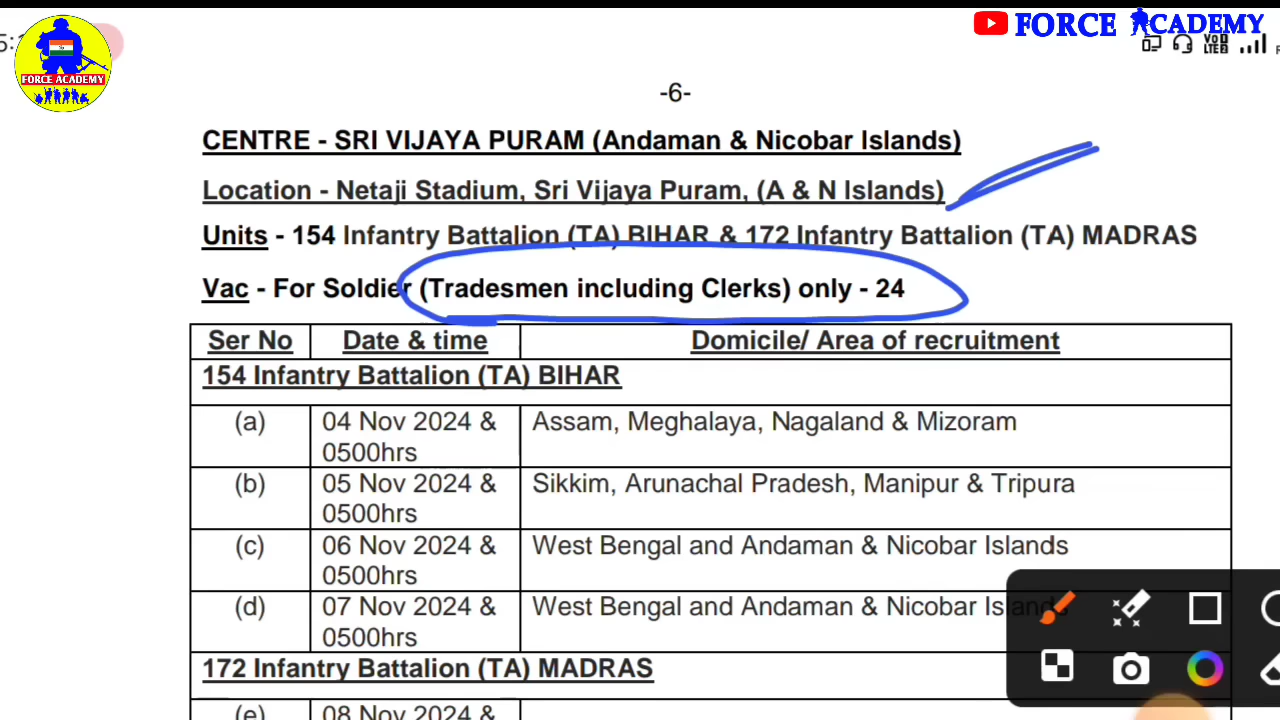 FORCE ACADEMY
FORCE ACADEMY
-6-
CENTRE - SRI VIJAYA PURAM (Andaman & Nicobar Islands)
Location - Netaji Stadium, Sri Vijaya Puram, (A & N Islands)
Units - 154 Infantry Battalion (TA) BIHAR & 172 Infantry Battalion (TA) MADRAS
Vac - For Soldier (Tradesmen including Clerks) only - 24
Ser No Date & time Domicile/ Area of recruitment
154 Infantry Battalion (TA) BIHAR
(a) 04 Nov 2024 & Assam, Meghalaya, Nagaland & Mizoram
0500hrs
(b) 05 Nov 2024 & Sikkim, Arunachal Pradesh, Manipur & Tripura
0500hrs
(c) 06 Nov 2024 & West Bengal and Andaman & Nicobar Islands
0500hrs
(d) 07 Nov 2024 & West Bengal and Andaman & Nicobar Islands
0500hrs
172 Infantry Battalion (TA) MADRAS
(e) 08 Nov 2024 &